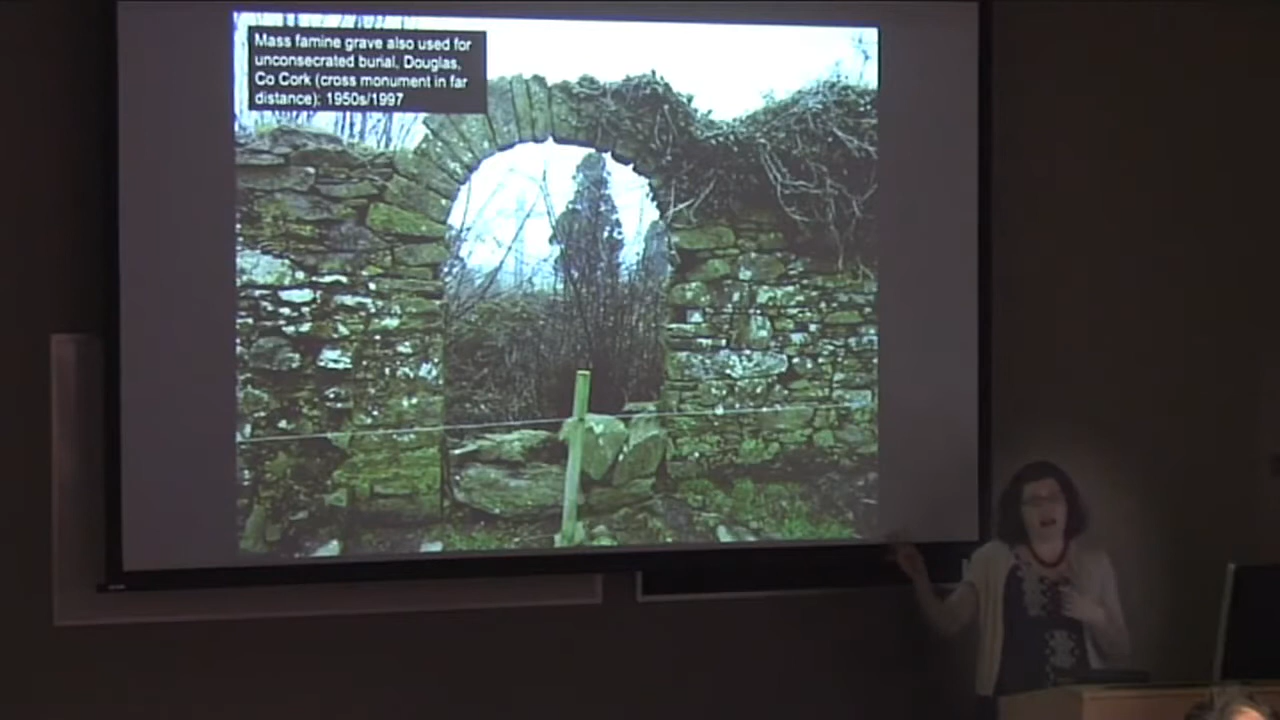 Mass famine grave also used for
unconsecrated burial, Douglas,
Co Cork (cross monument in far
distance): 1950s/1997